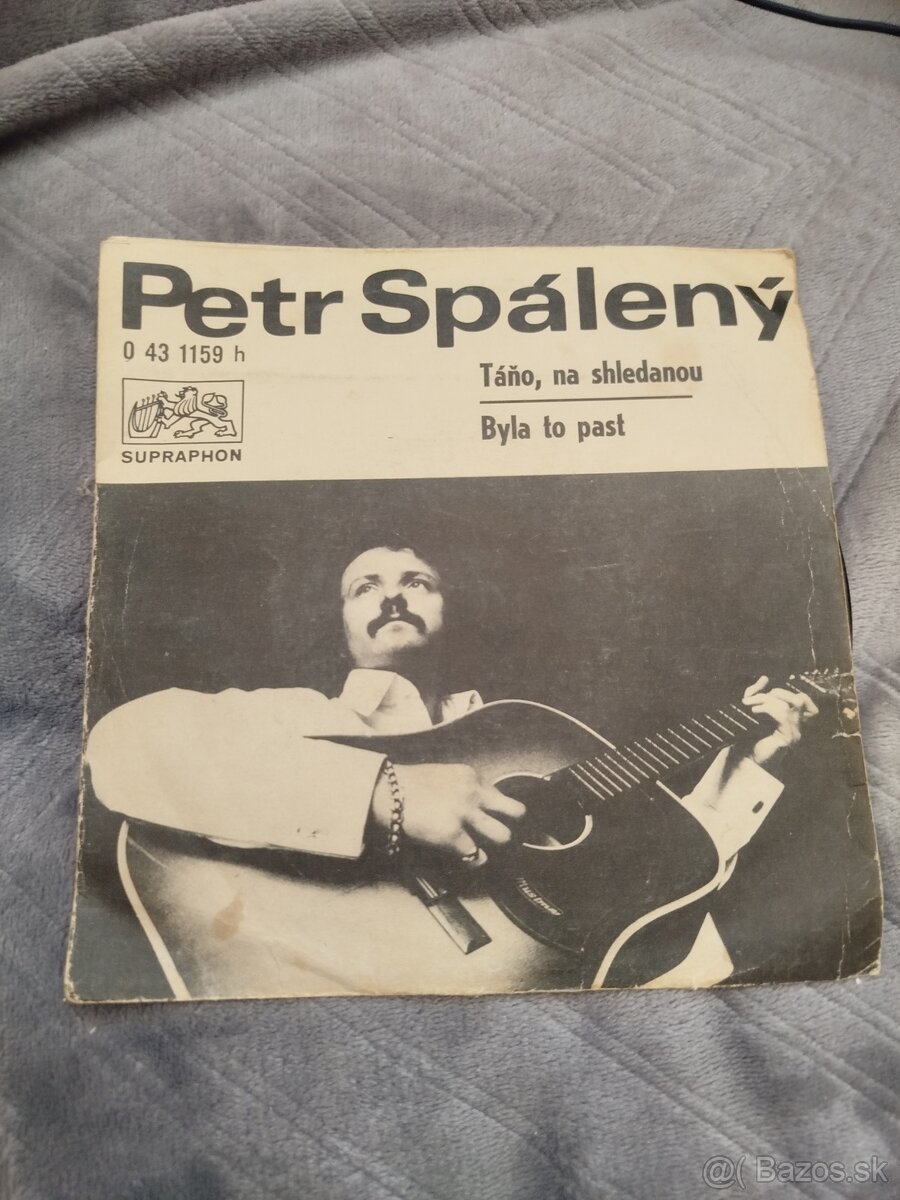 Petr Spálený
0 43 1159 h
Táňo, na shledanou
Byla to past
SUPRAPHON
@( Bazos.sk